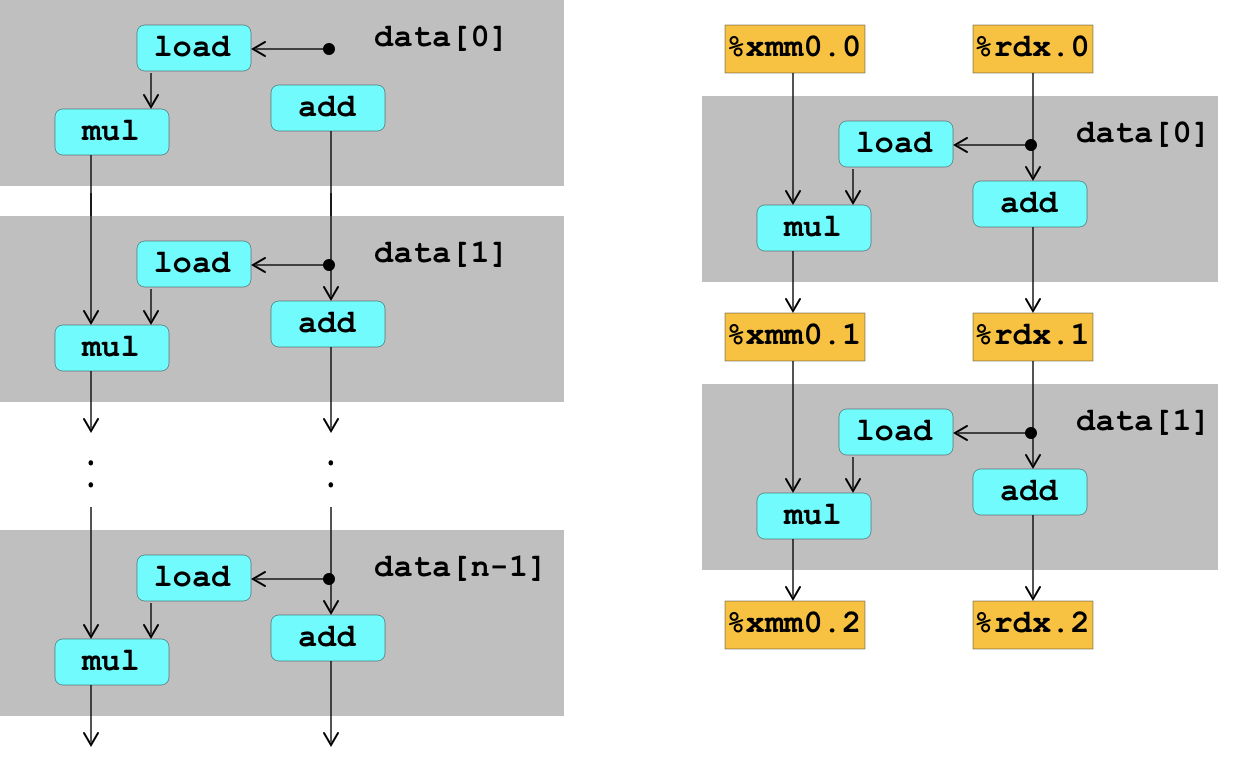 load
data[0]
add
mul
load
data[1]
add
mul
:
:
load
data[n-1]
add
mul
%xmm0.0
%rdx.0
load
data[0]
add
mul
%xmm0.1
%rdx.1
load
data[1]
add
mul
%xmm0.2
%rdx.2